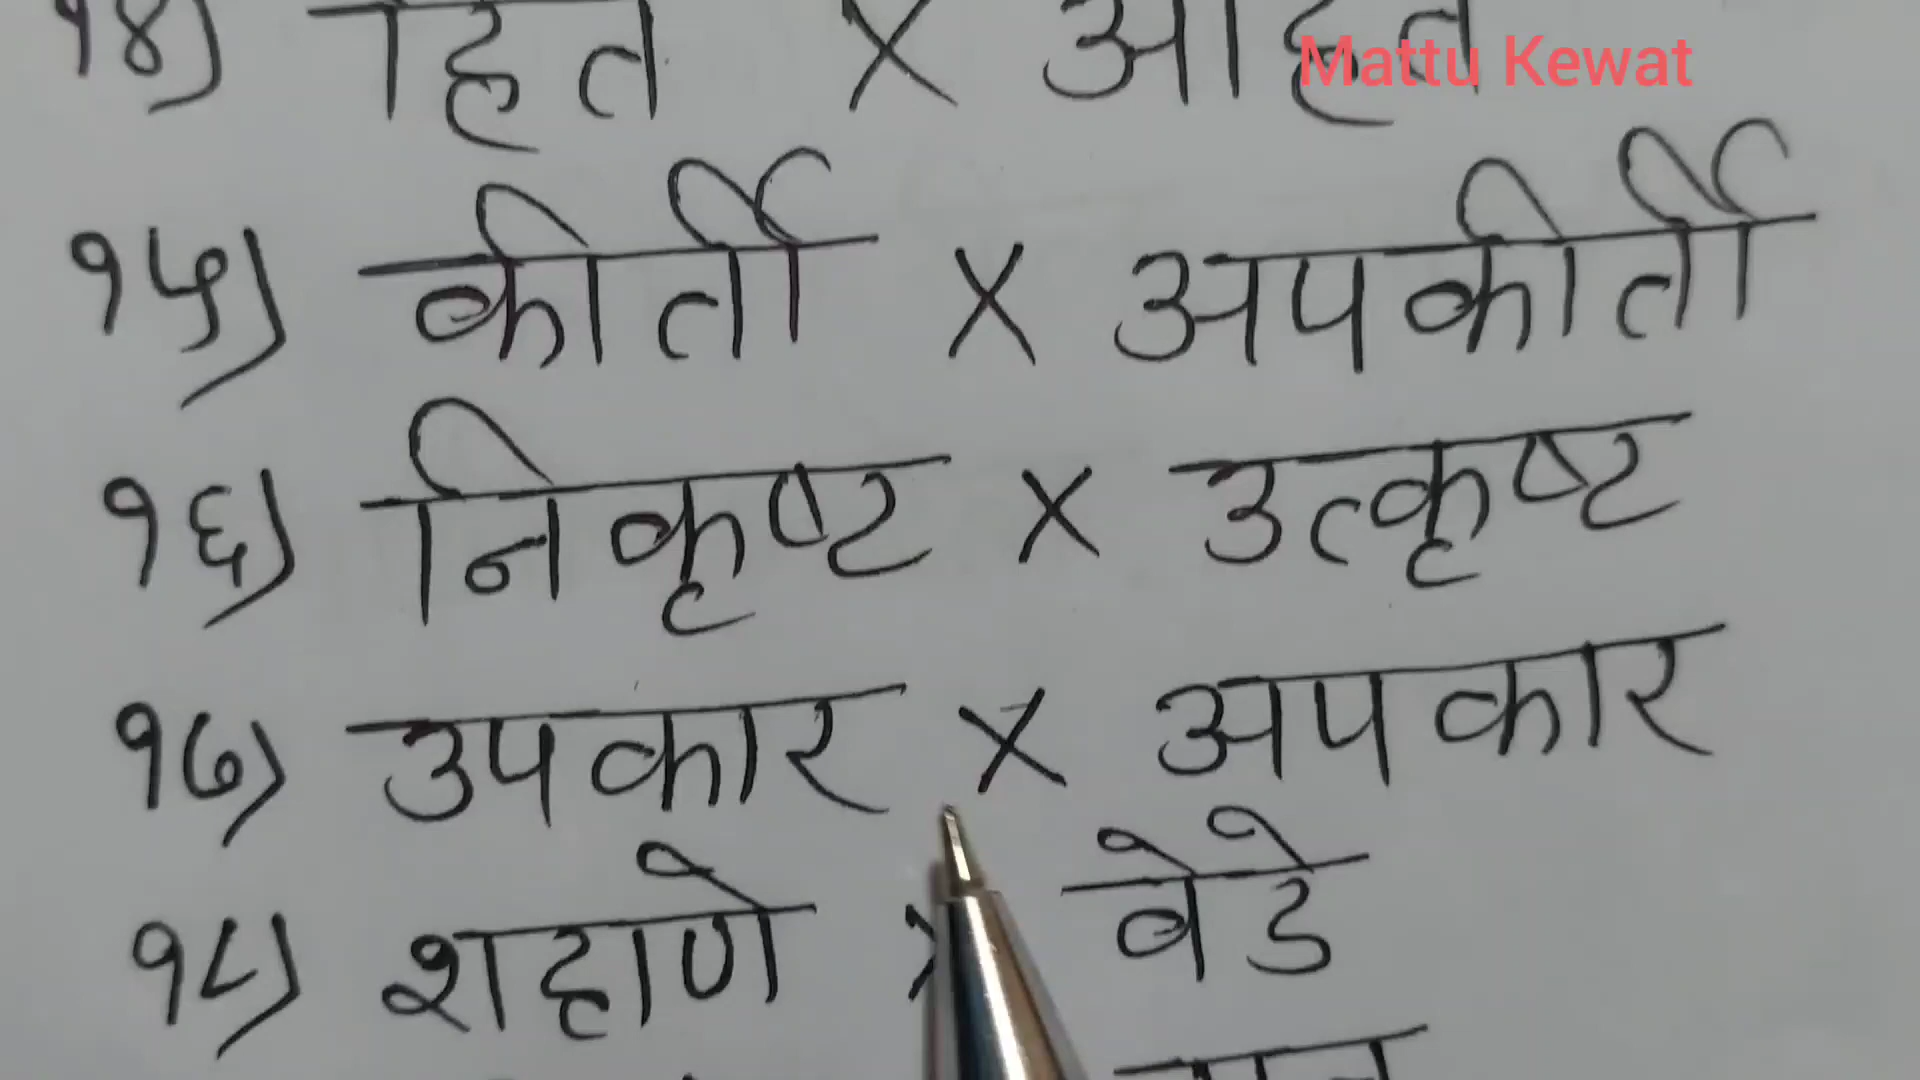 १४) हित X अहित
Mattu Kewat
१५) कीर्ती X अपकीर्ती
१६) निकृष्ट X उत्कृष्ट
१७) उपकार X अपकार
१८) शहाणे X वेडे